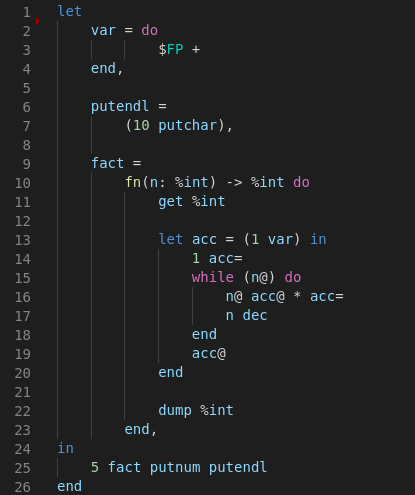 1 let
2     var = do
3             $FP +
4     end,
5
6     putendl =
7         (10 putchar),
8
9     fact =
10         fn(n: %int) -> %int do
11             get %int
12
13             let acc = (1 var) in
14                 1 acc=
15                 while (n@) do
16                     n@ acc@ * acc=
17                     n dec
18                 end
19                 acc@
20             end
21
22             dump %int
23         end,
24 in
25     5 fact putnum putendl
26 end